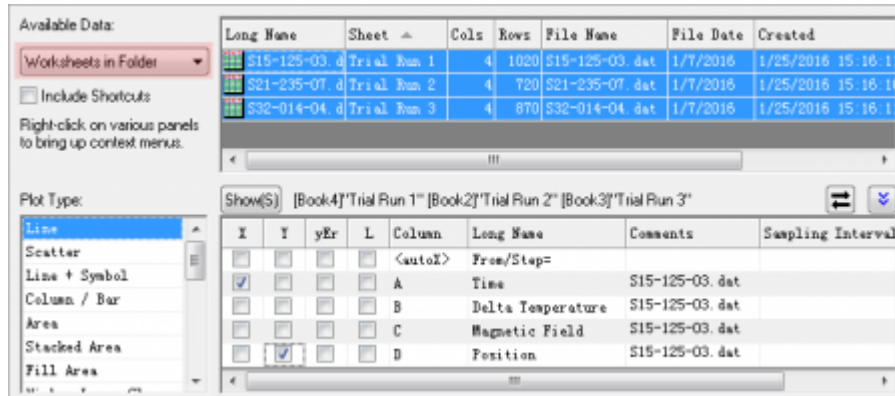 Available Data:
Worksheets in Folder
Include Shortcuts
Right-click on various panels
to bring up context menus.
Long Name Sheet Cols Rows File Name File Date Created
S15-125-03. d Trial Run 1 4 1020 S15-125-03. dat 1/7/2016 1/25/2016 15:16:1
S21-235-07. d Trial Run 2 4 720 S21-235-07. dat 1/7/2016 1/25/2016 15:16:1
S32-014-04. d Trial Run 3 4 870 S32-014-04. dat 1/7/2016 1/25/2016 15:16:1
Plot Type:
Line
Scatter
Line + Symbol
Column / Bar
Area
Stacked Area
Fill Area
Show(S) [Book4]"Trial Run 1" [Book2]"Trial Run 2" [Book3]"Trial Run 3"
X Y yEr L Column Long Name Comments Sampling Interval
<autoX> From/Step=
A Time S15-125-03. dat
B Delta Temperature S15-125-03. dat
C Magnetic Field S15-125-03. dat
D Position S15-125-03. dat